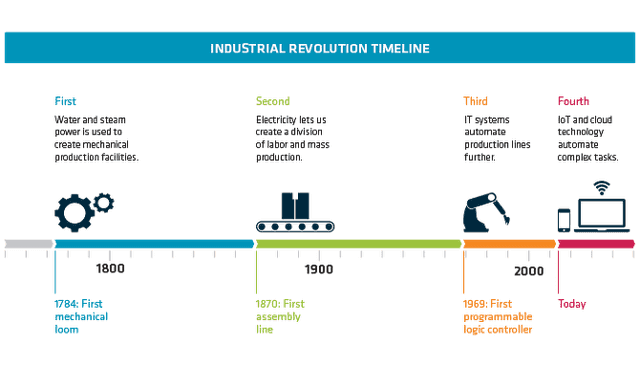 INDUSTRIAL REVOLUTION TIMELINE
First
Water and steam
power is used to
create mechanical
production facilities.
Second
Electricity lets us
create a division
of labor and mass
production.
Third
IT systems
automate
production lines
further.
Fourth
IoT and cloud
technology
automate
complex tasks.
1800
1900
2000
1784: First
mechanical
loom
1870: First
assembly
line
1969: First
programmable
logic controller
Today